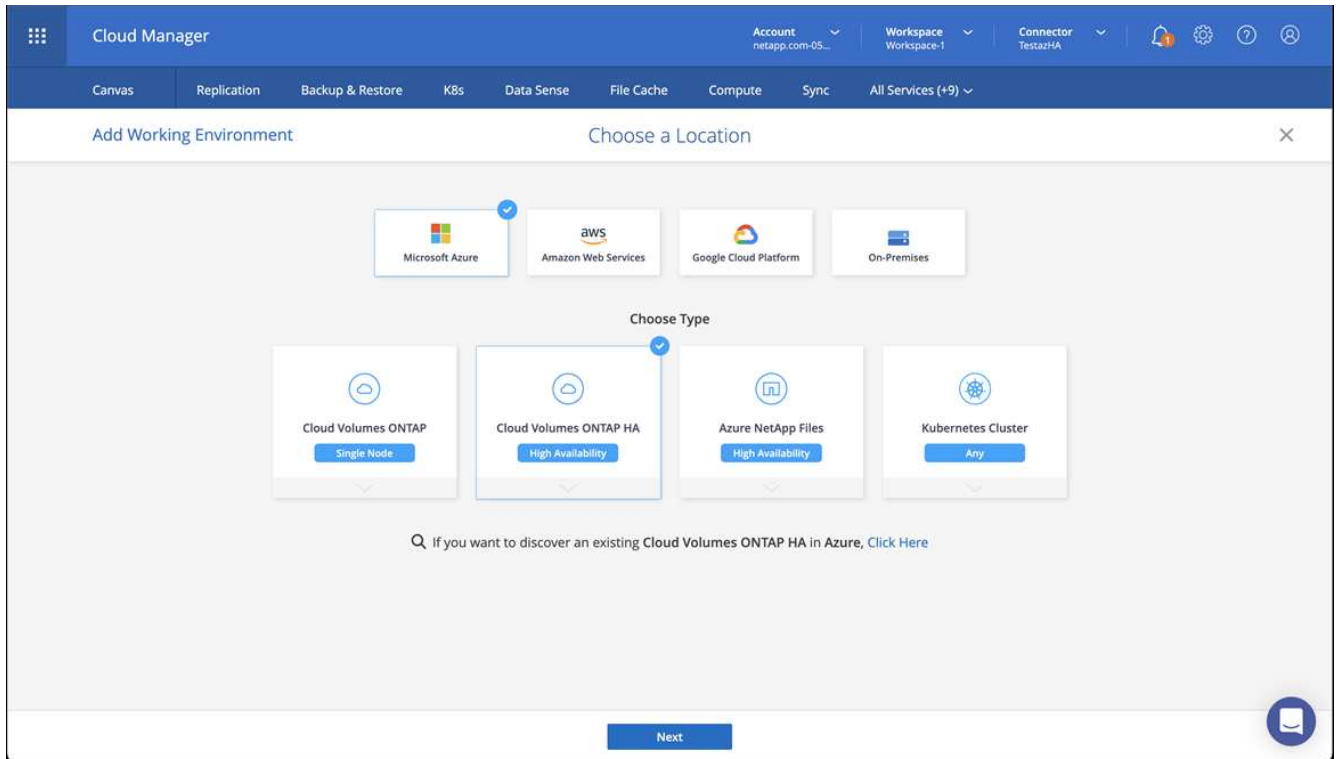 Cloud Manager
Account
netapp.com-05...
Workspace
Workspace-1
Connector
TestazHA
1
Canvas
Replication
Backup & Restore
K8s
Data Sense
File Cache
Compute
Sync
All Services (+9)
Add Working Environment
Choose a Location
Microsoft Azure
aws
Amazon Web Services
Google Cloud Platform
On-Premises
Choose Type
Cloud Volumes ONTAP
Single Node
Cloud Volumes ONTAP HA
High Availability
Azure NetApp Files
High Availability
Kubernetes Cluster
Any
If you want to discover an existing Cloud Volumes ONTAP HA in Azure, Click Here
Next